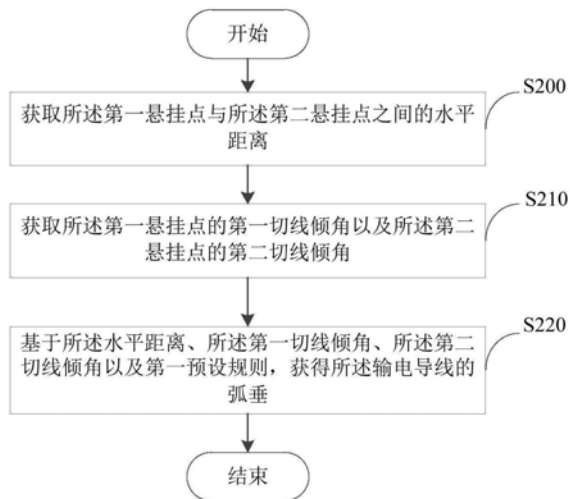 开始
S200
获取所述第一悬挂点与所述第二悬挂点之间的水平
距离
S210
获取所述第一悬挂点的第一切线倾角以及所述第二
悬挂点的第二切线倾角
S220
基于所述水平距离、所述第一切线倾角、所述第二
切线倾角以及第一预设规则，获得所述输电导线的
弧垂
结束